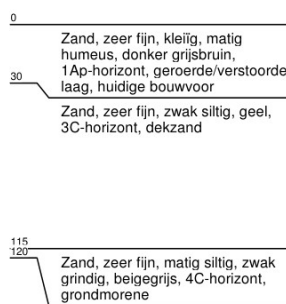 0
Zand, zeer fijn, kleiïg, matig
humeus, donker grijsbruin,
1Ap-horizont, geroerde/verstoorde
30
laag, huidige bouwvoor
Zand, zeer fijn, zwak siltig, geel,
3C-horizont, dekzand
115
120
Zand, zeer fijn, matig siltig, zwak
grindig, beigegrijs, 4C-horizont,
grondmorene